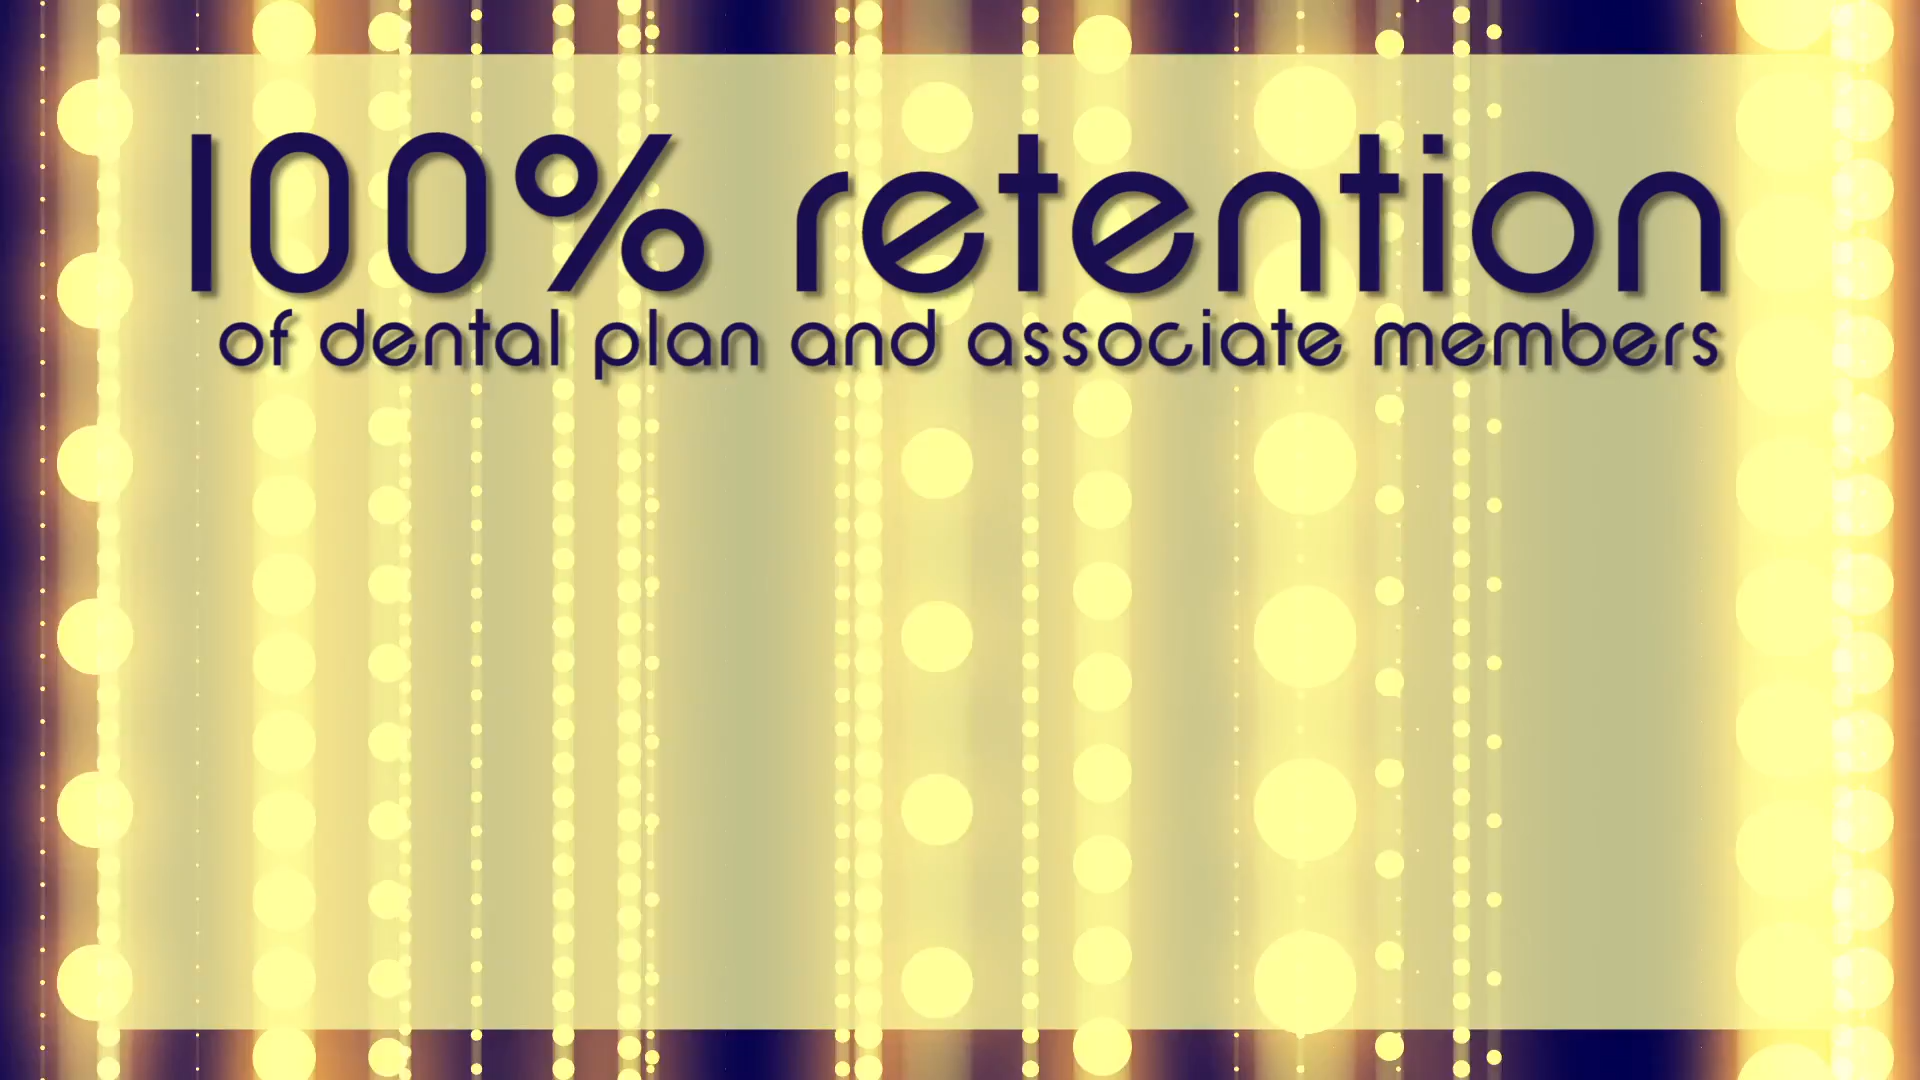 100% retention
of dental plan and associate members